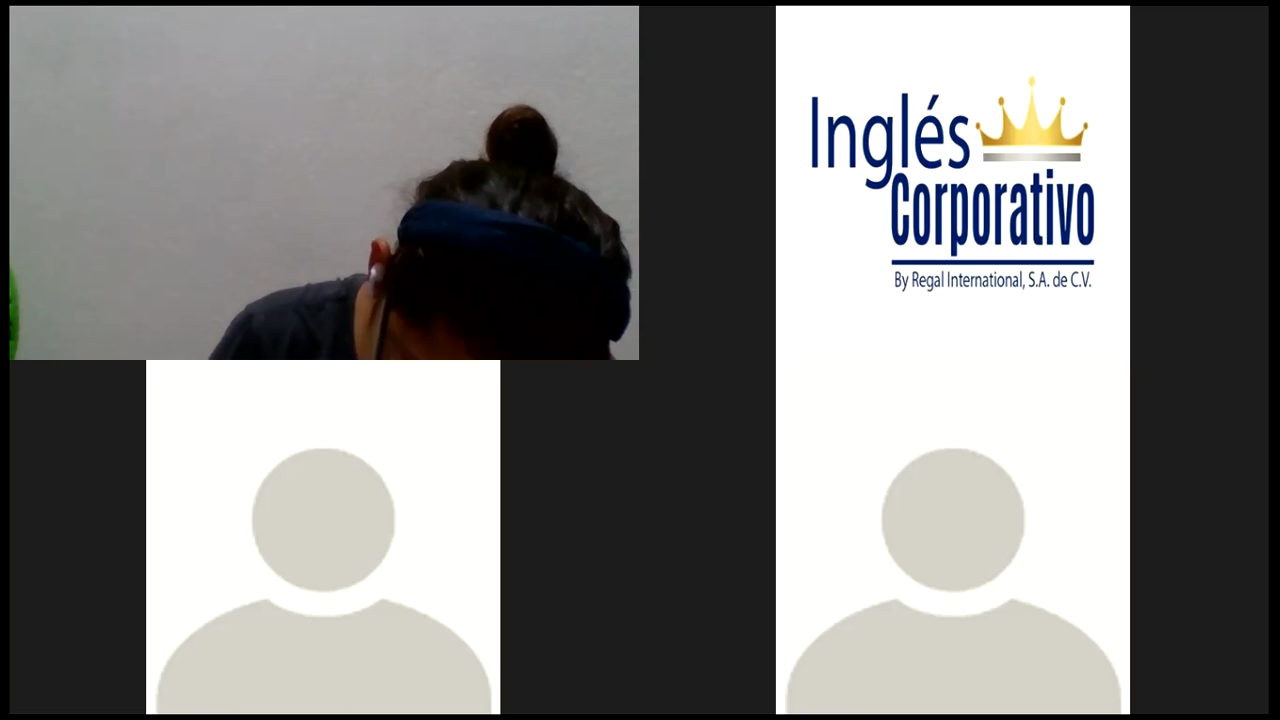 Inglés
Corporativo
By Regal International, S.A. de C.V.